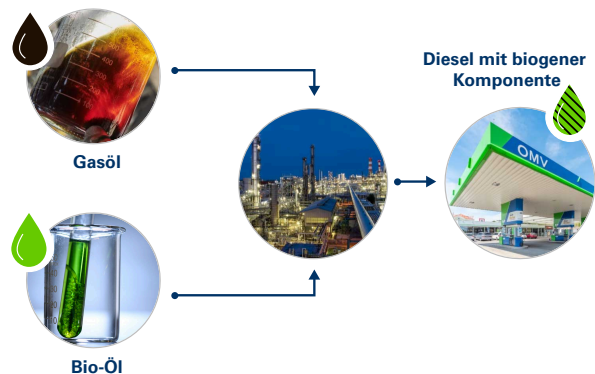 Gasöl
Bio-Öl
Diesel mit biogener
Komponente
OMV